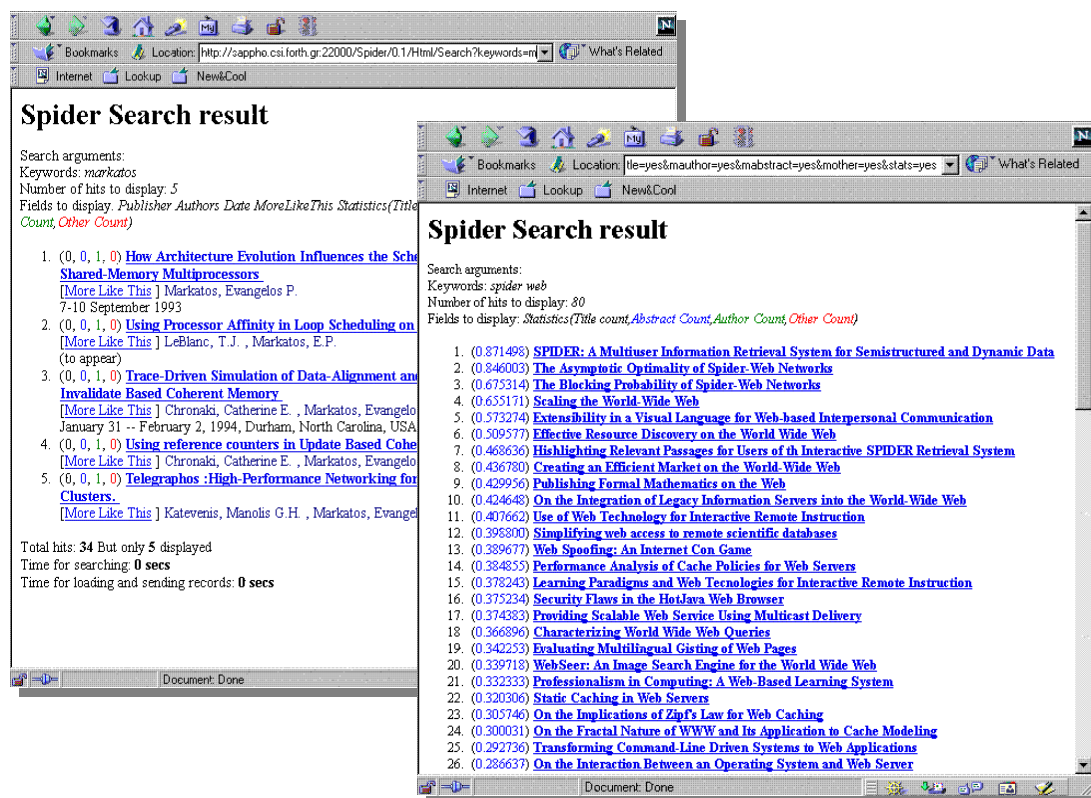 My
N
Bookmarks Location: http://sappho.csi.forth.gr:22000/Spider/0.1/Html/Search?keywords=m What's Related
Internet Lookup New&Cool
Spider Search result
Search arguments:
Keywords: markatos
Number of hits to display: 5
Fields to display. Publisher Authors Date MoreLikeThis Statistics(Title
Count,Other Count)
1. (0, 0, 1, 0) How Architecture Evolution Influences the Sche
Shared-Memory Multiprocessors
[More Like This ] Markatos, Evangelos P.
7-10 September 1993
2. (0, 0, 1, 0) Using Processor Affinity in Loop Scheduling on
[More Like This ] LeBlanc, T.J. , Markatos, E.P.
(to appear)
3. (0, 0, 1, 0) Trace-Driven Simulation of Data-Alignment and
Invalidate Based Coherent Memory
[More Like This ] Chronaki, Catherine E. , Markatos, Evangelo
January 31 -- February 2, 1994, Durham, North Carolina, USA
4. (0, 0, 1, 0) Using reference counters in Update Based Cohe
[More Like This ] Chronaki, Catherine E. , Markatos, Evangelo
5. (0, 0, 1, 0) Telegraphos :High-Performance Networking for
Clusters.
[More Like This ] Katevenis, Manolis G.H. , Markatos, Evangel
Total hits: 34 But only 5 displayed
Time for searching: 0 secs
Time for loading and sending records: 0 secs
Document: Done
My
N
Bookmarks Location: tle=yes&mauthor=yes&mabstract=yes&mother=yes&stats=yes What's Related
Internet Lookup New&Cool
Spider Search result
Search arguments:
Keywords: spider web
Number of hits to display: 80
Fields to display: Statistics(Title count,Abstract Count,Author Count,Other Count)
1. (0.871498) SPIDER: A Multiuser Information Retrieval System for Semistructured and Dynamic Data
2. (0.846003) The Asymptotic Optimality of Spider-Web Networks
3. (0.675314) The Blocking Probability of Spider-Web Networks
4. (0.655171) Scaling the World-Wide Web
5. (0.573274) Extensibility in a Visual Language for Web-based Interpersonal Communication
6. (0.509577) Effective Resource Discovery on the World Wide Web
7. (0.468636) Hishlighting Relevant Passages for Users of th Interactive SPIDER Retrieval System
8. (0.436780) Creating an Efficient Market on the World-Wide Web
9. (0.429956) Publishing Formal Mathematics on the Web
10. (0.424648) On the Integration of Legacy Information Servers into the World-Wide Web
11. (0.407662) Use of Web Technology for Interactive Remote Instruction
12. (0.398800) Simplifying web access to remote scientific databases
13. (0.389677) Web Spoofing: An Internet Con Game
14. (0.384855) Performance Analysis of Cache Policies for Web Servers
15. (0.378243) Learning Paradigms and Web Tecnologies for Interactive Remote Instruction
16. (0.375234) Security Flaws in the HotJava Web Browser
17. (0.374383) Providing Scalable Web Service Using Multicast Delivery
18 (0.366896) Characterizing World Wide Web Queries
19. (0.342253) Evaluating Multilingual Gisting of Web Pages
20. (0.339718) WebSeer: An Image Search Engine for the World Wide Web
21. (0.332333) Professionalism in Computing: A Web-Based Learning System
22. (0.320306) Static Caching in Web Servers
23. (0.305746) On the Implications of Zipf's Law for Web Caching
24. (0.300031) On the Fractal Nature of WWW and Its Application to Cache Modeling
25. (0.292736) Transforming Command-Line Driven Systems to Web Applications
26. (0.286637) On the Interaction Between an Operating System and Web Server
Document: Done